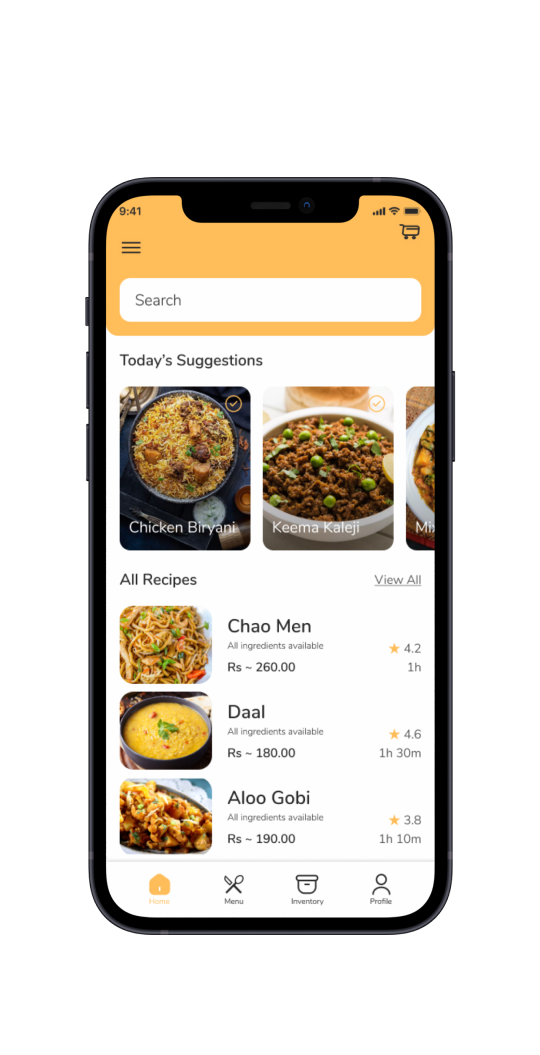 9:41
Search
Today's Suggestions
Chicken Biryani
Keema Kaleji
Mix
All Recipes
View All
Chao Men
All ingredients available
4.2
Rs ~ 260.00
1h
Daal
All ingredients available
4.6
Rs ~ 180.00
1h 30m
Aloo Gobi
All ingredients available
3.8
Rs ~ 190.00
1h 10m
Home
Menu
Inventory
Profile